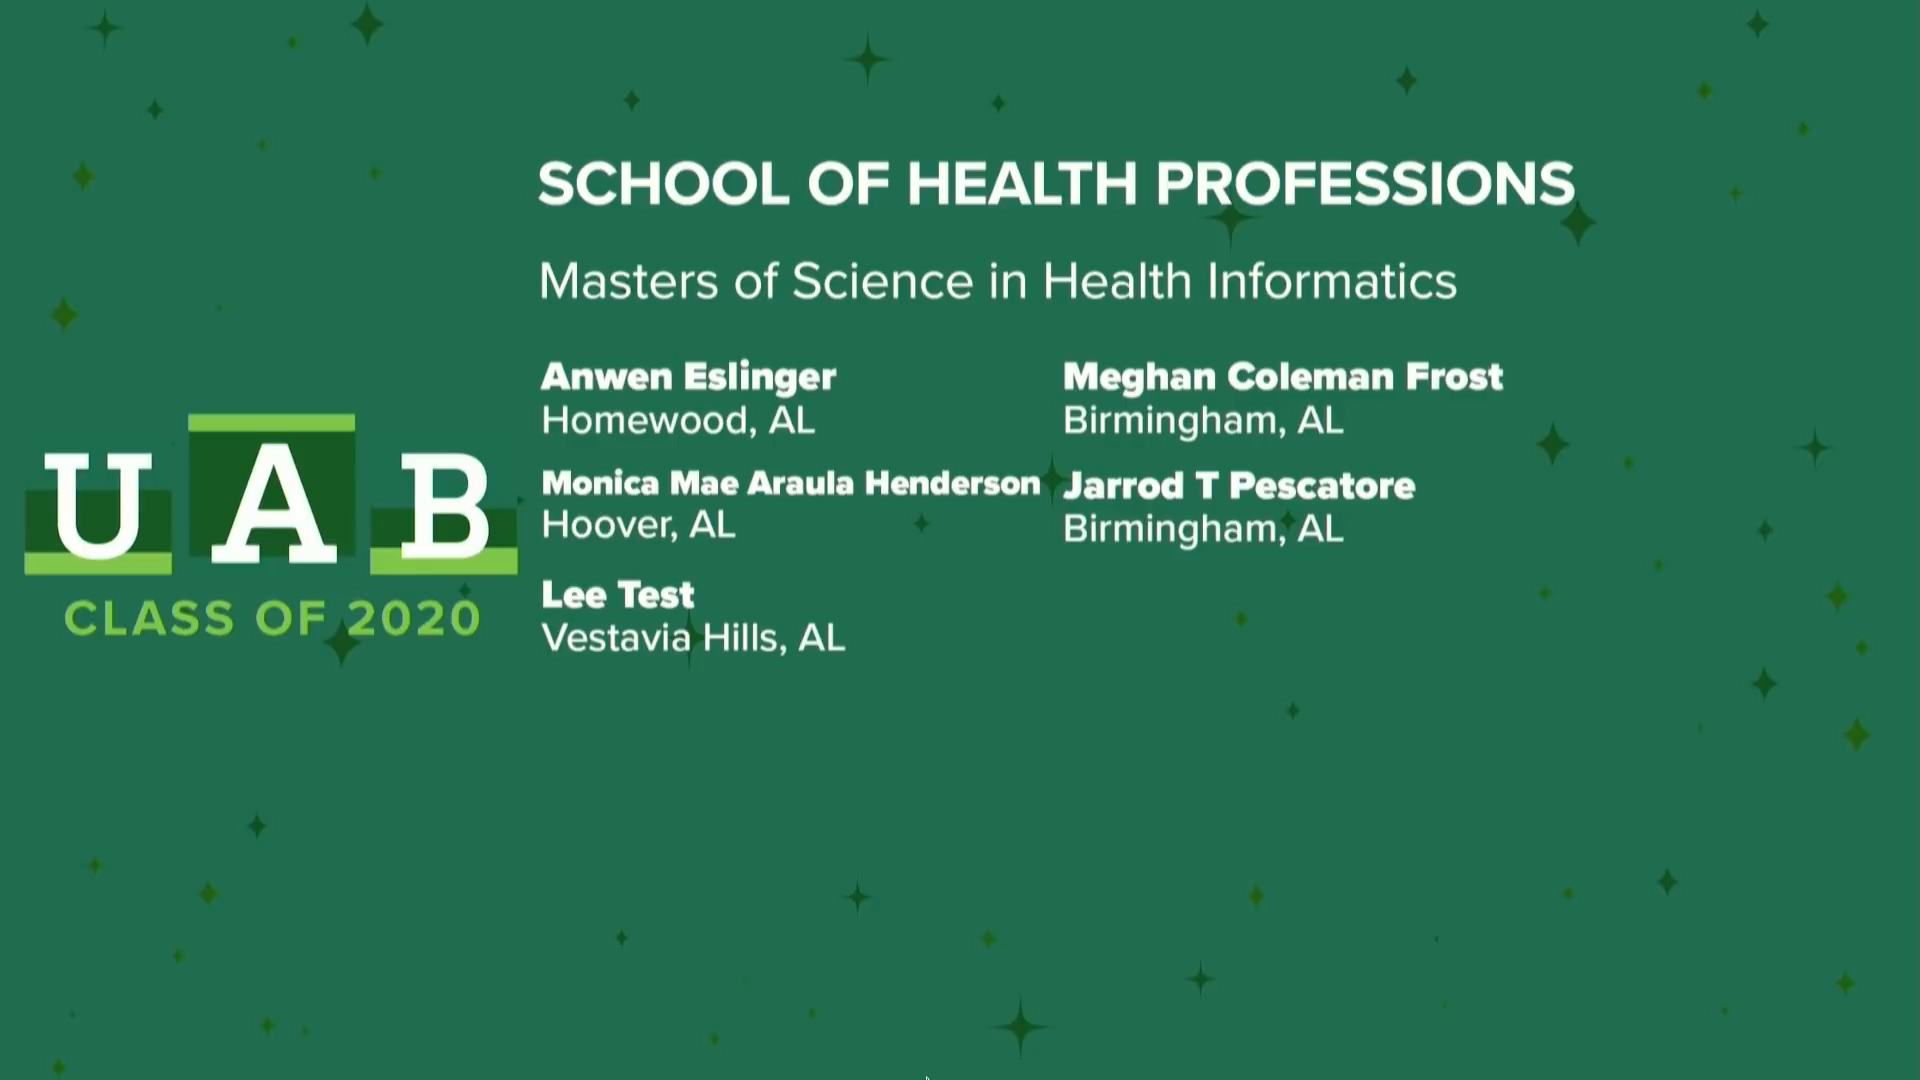 SCHOOL OF HEALTH PROFESSIONS
Masters of Science in Health Informatics
Anwen Eslinger
Homewood, AL
Meghan Coleman Frost
Birmingham, AL
Monica Mae Araula Henderson
Hoover, AL
Jarrod T Pescatore
Birmingham, AL
Lee Test
Vestavia Hills, AL
UAB
CLASS OF 2020